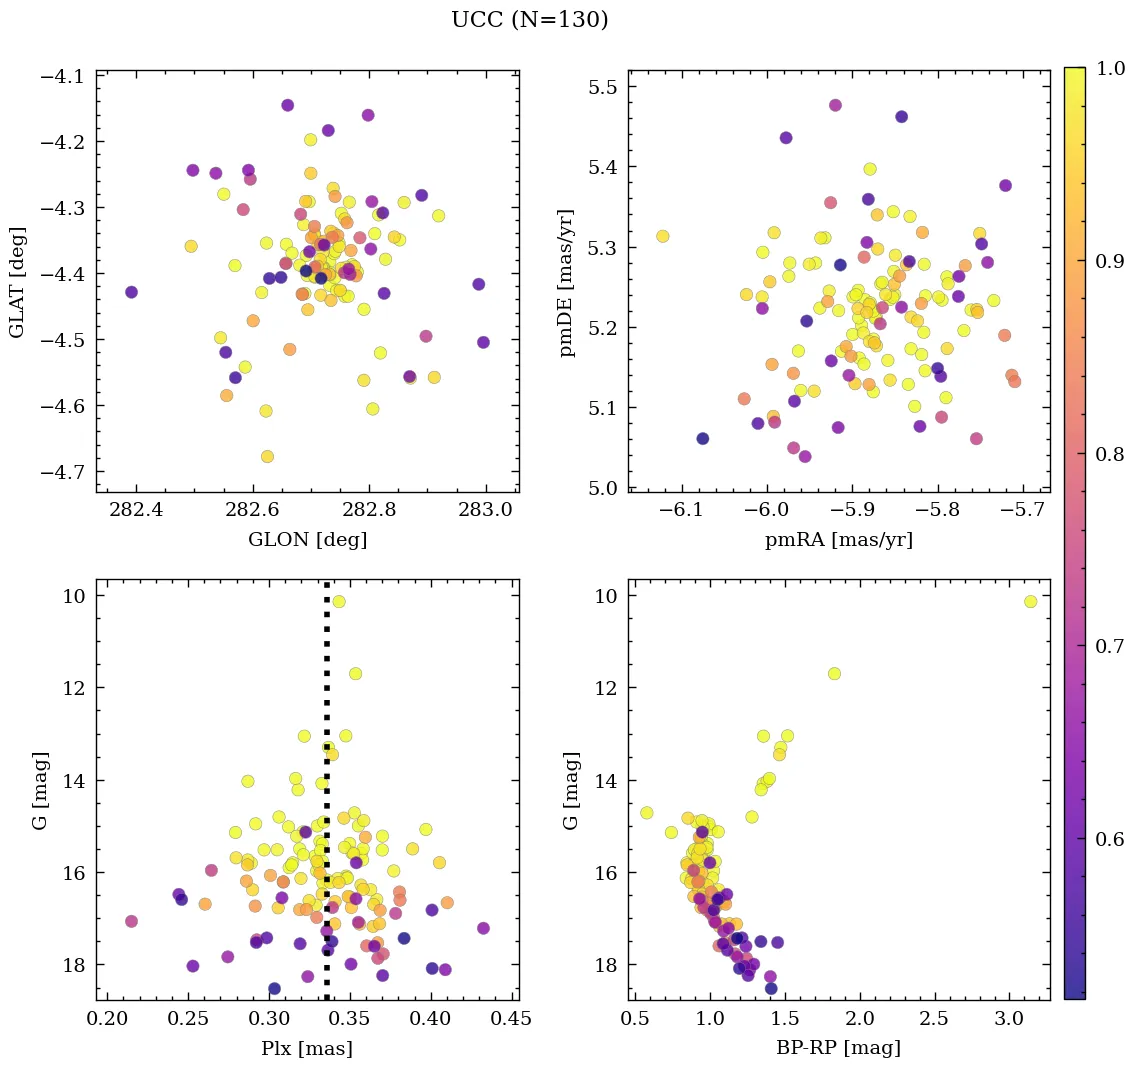 UCC (N=130)
−4.1
−4.2
−4.3
−4.4
−4.5
−4.6
−4.7
GLAT [deg]
282.4 282.6 282.8 283.0
GLON [deg]
5.5
5.4
5.3
5.2
5.1
5.0
pmDE [mas/yr]
−6.1 −6.0 −5.9 −5.8 −5.7
pmRA [mas/yr]
10
12
14
16
18
G [mag]
0.20 0.25 0.30 0.35 0.40 0.45
Plx [mas]
10
12
14
16
18
G [mag]
0.5 1.0 1.5 2.0 2.5 3.0
BP-RP [mag]
1.0
0.9
0.8
0.7
0.6